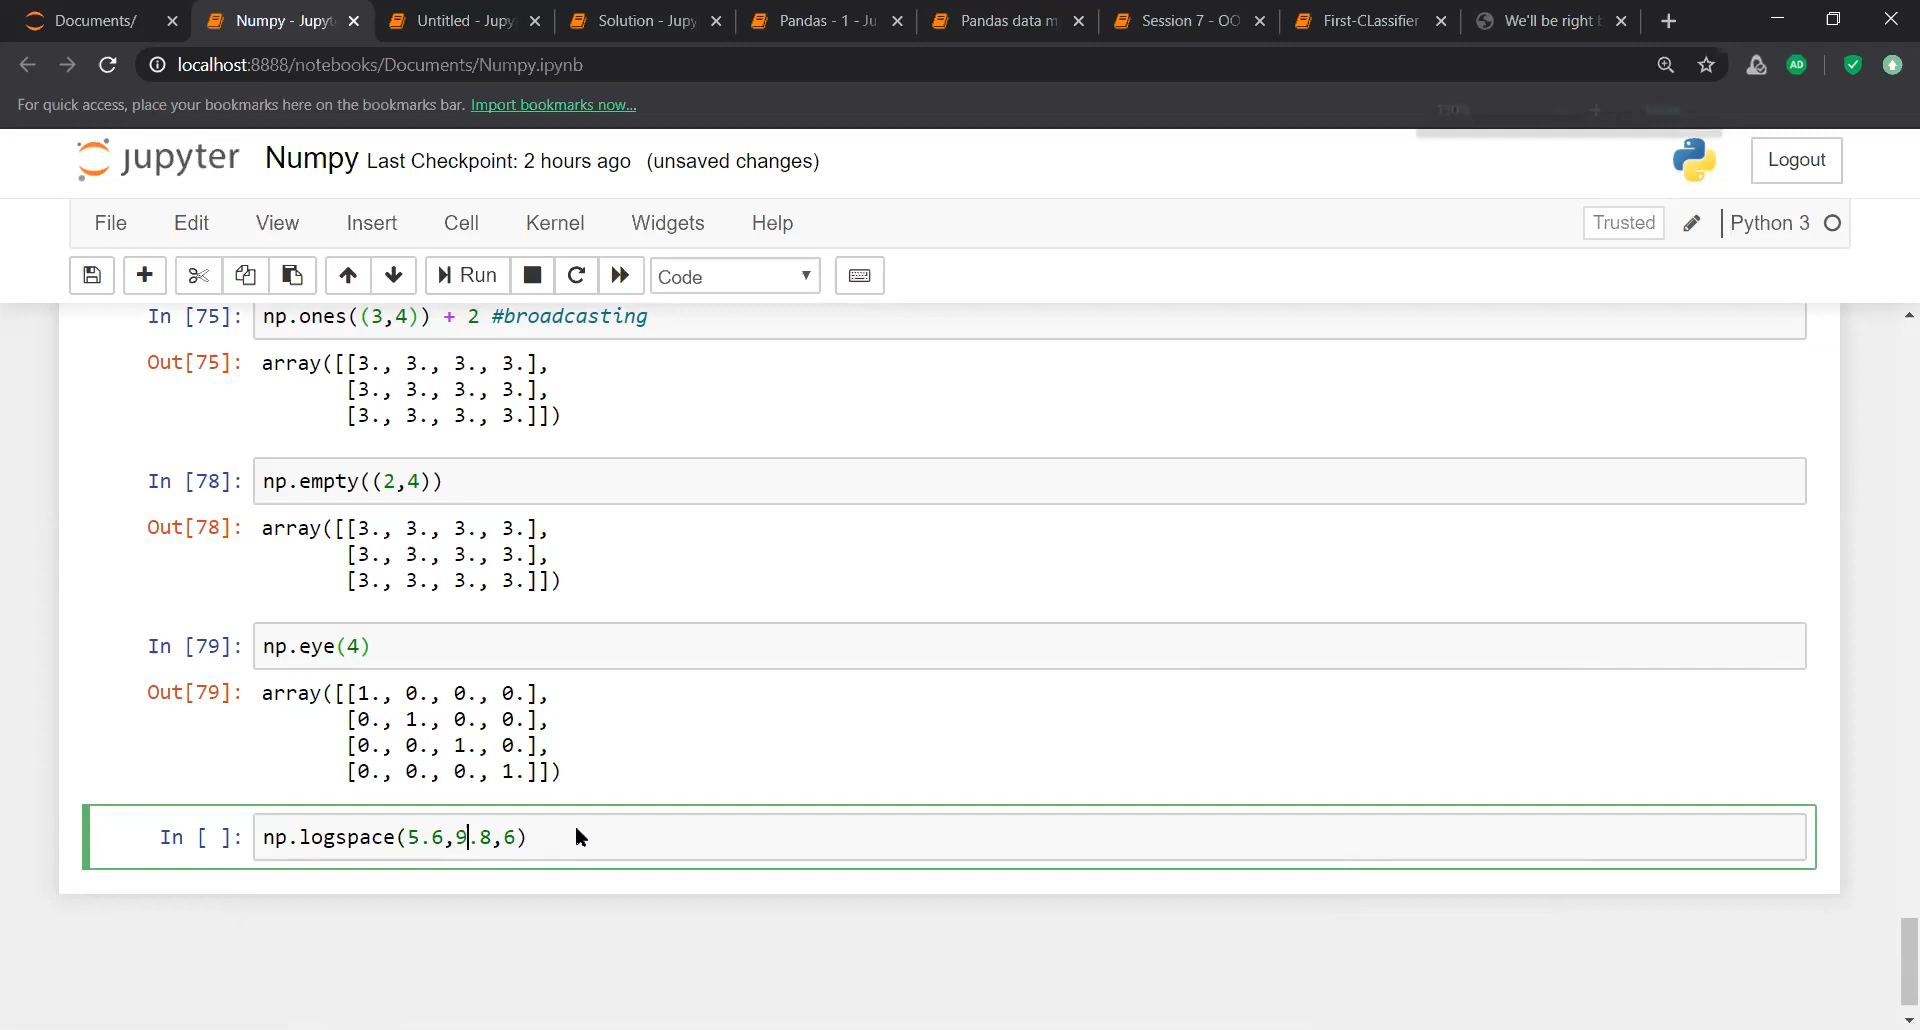 Documents/
Numpy - Jupyt
Untitled - Jupy
Solution - Jupy
Pandas - 1 - Ju
Pandas data m
Session 7 - OO
First-CLassifier
We'll be right b
localhost:8888/notebooks/Documents/Numpy.ipynb
AD
For quick access, place your bookmarks here on the bookmarks bar. Import bookmarks now...
jupyter Numpy Last Checkpoint: 2 hours ago (unsaved changes)
Logout
File Edit View Insert Cell Kernel Widgets Help
Trusted
Python 3
Run
Code
In [75]: np.ones((3,4)) + 2 #broadcasting
Out[75]: array([[3., 3., 3., 3.],
[3., 3., 3., 3.],
[3., 3., 3., 3.]])
In [78]: np.empty((2,4))
Out[78]: array([[3., 3., 3., 3.],
[3., 3., 3., 3.],
[3., 3., 3., 3.]])
In [79]: np.eye(4)
Out[79]: array([[1., 0., 0., 0.],
[0., 1., 0., 0.],
[0., 0., 1., 0.],
[0., 0., 0., 1.]])
In [ ]: np.logspace(5.6,9.8,6)